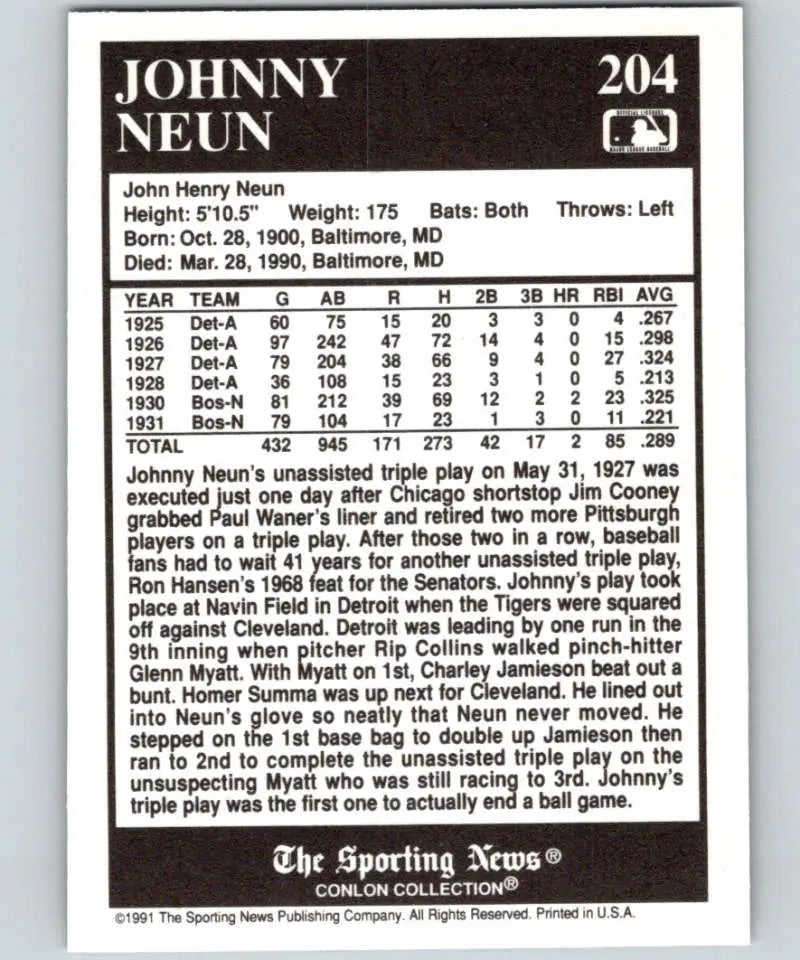 JOHNNY 204
NEUN
OFFICIAL LICENSEE
MAJOR LEAGUE BASEBALL
John Henry Neun
Height: 5'10.5" Weight: 175 Bats: Both Throws: Left
Born: Oct. 28, 1900, Baltimore, MD
Died: Mar. 28, 1990, Baltimore, MD
YEAR TEAM G AB R H 2B 3B HR RBI AVG
1925 Det-A 60 75 15 20 3 3 0 4 .267
1926 Det-A 97 242 47 72 14 4 0 15 .298
1927 Det-A 79 204 38 66 9 4 0 27 .324
1928 Det-A 36 108 15 23 3 1 0 5 .213
1930 Bos-N 81 212 39 69 12 2 2 23 .325
1931 Bos-N 79 104 17 23 1 3 0 11 .221
TOTAL 432 945 171 273 42 17 2 85 .289
Johnny Neun's unassisted triple play on May 31, 1927 was
executed just one day after Chicago shortstop Jim Cooney
grabbed Paul Waner's liner and retired two more Pittsburgh
players on a triple play. After those two in a row, baseball
fans had to wait 41 years for another unassisted triple play,
Ron Hansen's 1968 feat for the Senators. Johnny's play took
place at Navin Field in Detroit when the Tigers were squared
off against Cleveland. Detroit was leading by one run in the
9th inning when pitcher Rip Collins walked pinch-hitter
Glenn Myatt. With Myatt on 1st, Charley Jamieson beat out a
bunt. Homer Summa was up next for Cleveland. He lined out
into Neun's glove so neatly that Neun never moved. He
stepped on the 1st base bag to double up Jamieson then
ran to 2nd to complete the unassisted triple play on the
unsuspecting Myatt who was still racing to 3rd. Johnny's
triple play was the first one to actually end a ball game.
The Sporting News®
CONLON COLLECTION®
©1991 The Sporting News Publishing Company. All Rights Reserved. Printed in U.S.A.